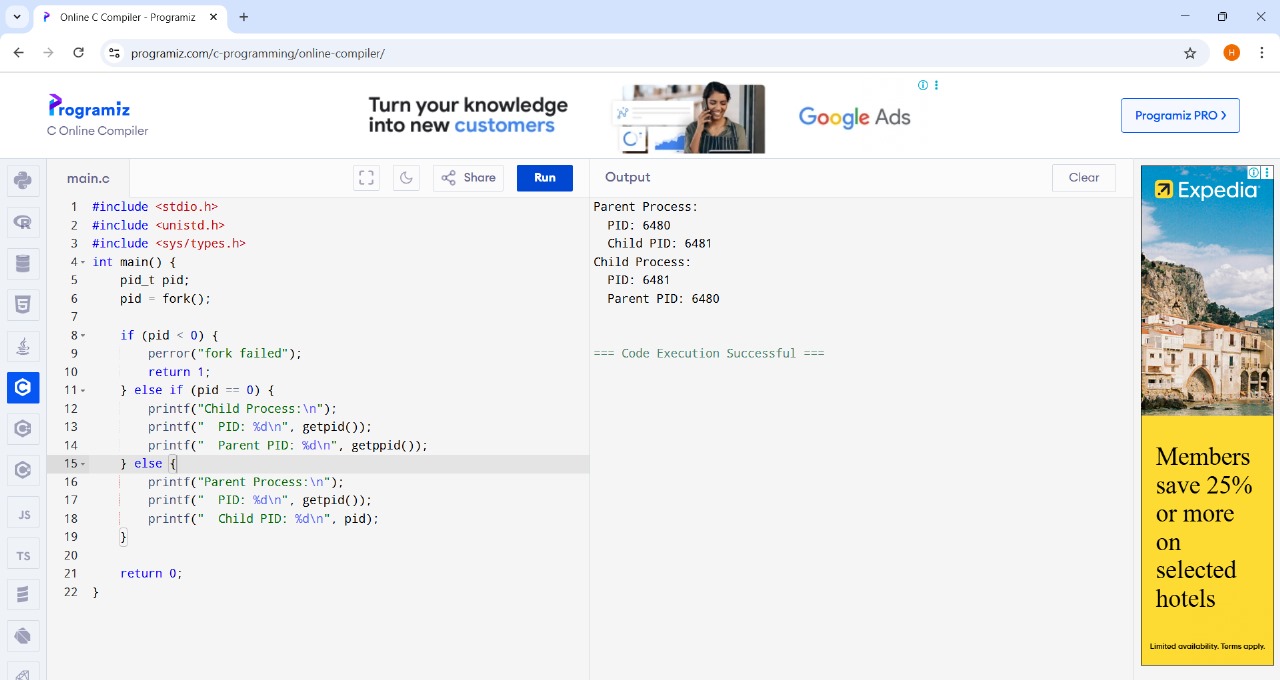 Online C Compiler - Programiz
programiz.com/c-programming/online-compiler/
H
Programiz
C Online Compiler
Turn your knowledge
into new customers
Google Ads
Programiz PRO
main.c
Share
Run
Output
Clear
1 #include <stdio.h>
2 #include <unistd.h>
3 #include <sys/types.h>
4 int main() {
5 pid_t pid;
6 pid = fork();
7
8 if (pid < 0) {
9 perror("fork failed");
10 return 1;
11 } else if (pid == 0) {
12 printf("Child Process:\n");
13 printf("  PID: %d\n", getpid());
14 printf("  Parent PID: %d\n", getppid());
15 } else {
16 printf("Parent Process:\n");
17 printf("  PID: %d\n", getpid());
18 printf("  Child PID: %d\n", pid);
19 }
20
21 return 0;
22 }
Parent Process:
PID: 6480
Child PID: 6481
Child Process:
PID: 6481
Parent PID: 6480
=== Code Execution Successful ===
R
JS
TS
Expedia
Members
save 25%
or more
on
selected
hotels
Limited availability. Terms apply.